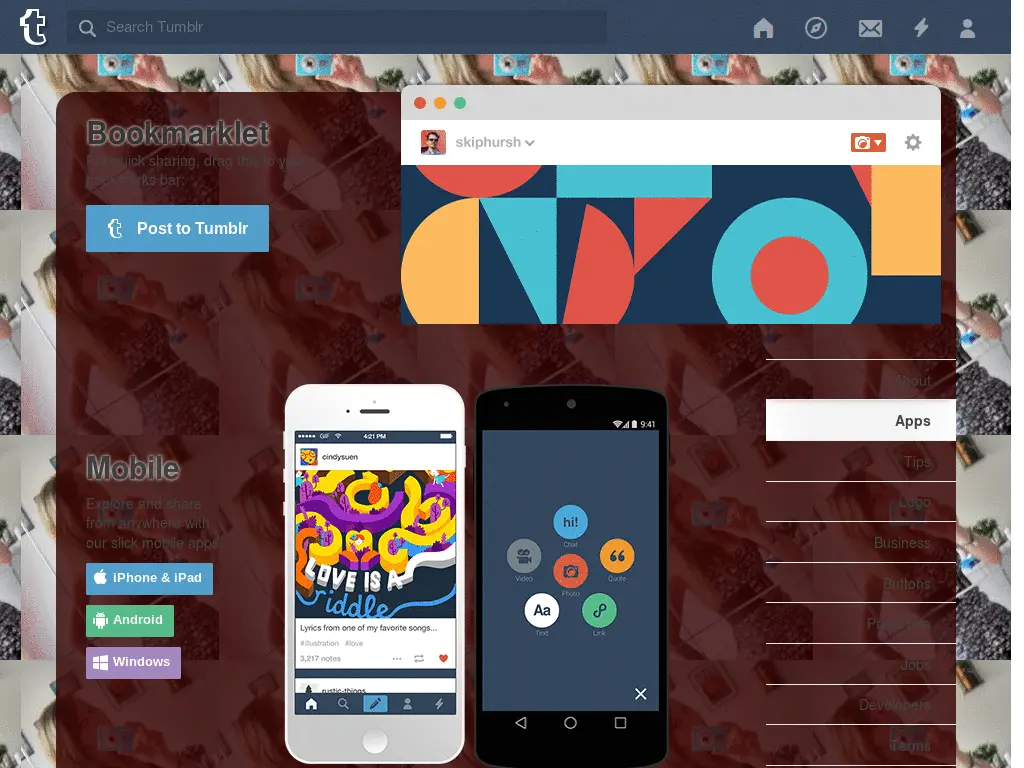 Search Tumblr
Bookmarklet
For quick sharing, drag this to your
bookmarks bar:
Post to Tumblr
skiphursh
About
Apps
Tips
Logo
Business
Buttons
Jobs
Developers
Terms
Mobile
Explore and share
from anywhere with
our slick mobile apps.
iPhone & iPad
Android
Windows
GIF
4:21 PM
cindysuen
LOVE IS A
riddle
Lyrics from one of my favorite songs...
#illustration #love
3,217 notes
rustic-things
9:41
hi!
Chat
Video
Quote
Photo
Aa
Text
Link